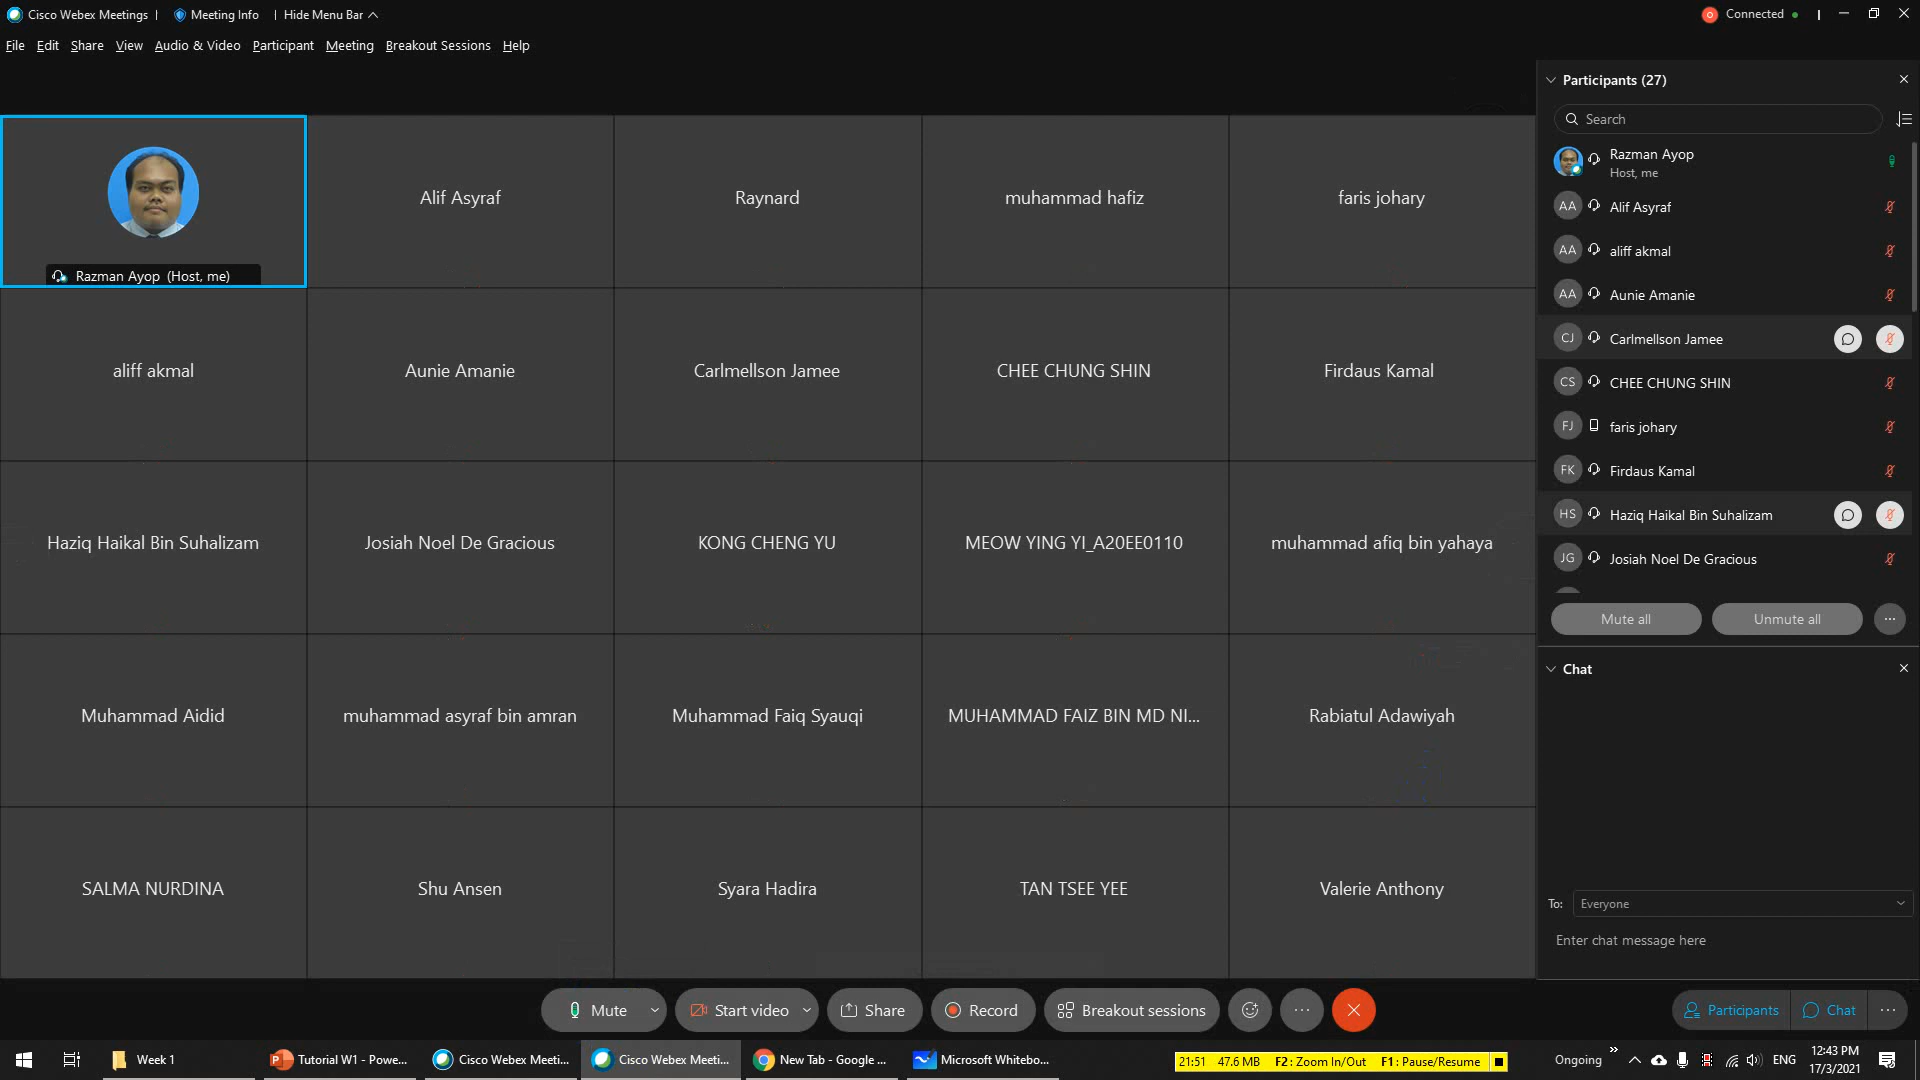 Cisco Webex Meetings | Meeting Info | Hide Menu Bar
Connected
File Edit Share View Audio & Video Participant Meeting Breakout Sessions Help
Razman Ayop (Host, me)
Alif Asyraf
Raynard
muhammad hafiz
faris johary
aliff akmal
Aunie Amanie
Carlmellson Jamee
CHEE CHUNG SHIN
Firdaus Kamal
Haziq Haikal Bin Suhalizam
Josiah Noel De Gracious
KONG CHENG YU
MEOW YING YI_A20EE0110
muhammad afiq bin yahaya
Muhammad Aidid
muhammad asyraf bin amran
Muhammad Faiq Syauqi
MUHAMMAD FAIZ BIN MD NI...
Rabiatul Adawiyah
SALMA NURDINA
Shu Ansen
Syara Hadira
TAN TSEE YEE
Valerie Anthony
Participants (27)
Search
Razman Ayop
Host, me
AA Alif Asyraf
AA aliff akmal
AA Aunie Amanie
CJ Carlmellson Jamee
CS CHEE CHUNG SHIN
FJ faris johary
FK Firdaus Kamal
HS Haziq Haikal Bin Suhalizam
JG Josiah Noel De Gracious
Mute all Unmute all ...
Chat
To: Everyone
Enter chat message here
Mute Start video Share Record Breakout sessions
Participants Chat ...
Week 1
Tutorial W1 - Powe...
Cisco Webex Meeti...
Cisco Webex Meeti...
New Tab - Google ...
Microsoft Whitebo...
21:51 47.6 MB F2: Zoom In/Out F1: Pause/Resume
Ongoing
ENG
12:43 PM
17/3/2021